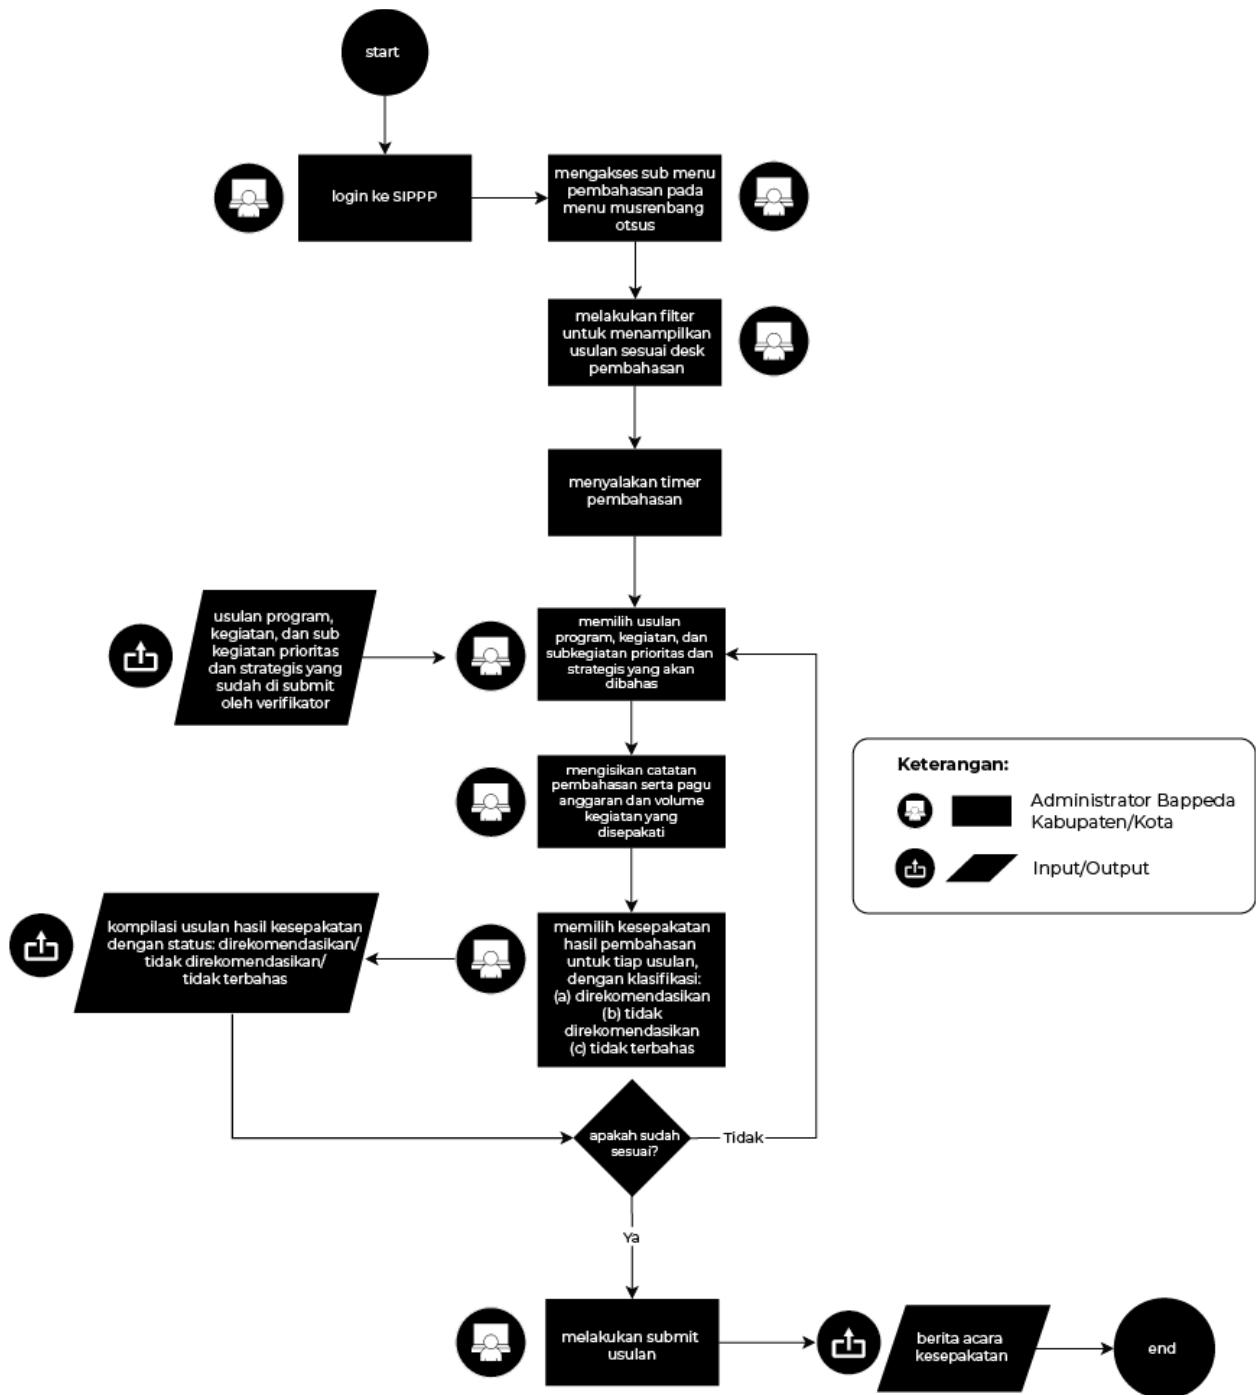 start
login ke SIPPP
mengakses sub menu
pembahasan pada
menu musrenbang
otsus
melakukan filter
untuk menampilkan
usulan sesuai desk
pembahasan
menyalakan timer
pembahasan
usulan program,
kegiatan, dan sub
kegiatan prioritas
dan strategis yang
sudah di submit
oleh verifikator
memilih usulan
program, kegiatan, dan
subkegiatan prioritas dan
strategis yang akan
dibahas
mengisikan catatan
pembahasan serta pagu
anggaran dan volume
kegiatan yang
disepakati
memilih kesepakatan
hasil pembahasan
untuk tiap usulan,
dengan klasifikasi:
(a) direkomendasikan
(b) tidak
direkomendasikan
(c) tidak terbahas
kompilasi usulan hasil kesepakatan
dengan status: direkomendasikan/
tidak direkomendasikan/
tidak terbahas
apakah sudah
sesuai?
Tidak
Ya
melakukan submit
usulan
berita acara
kesepakatan
end
Keterangan:
Administrator Bappeda
Kabupaten/Kota
Input/Output